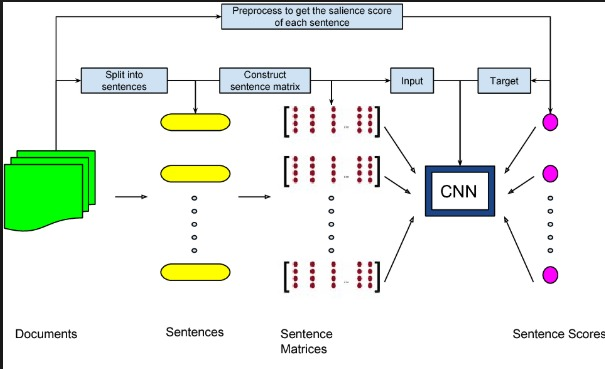 Preprocess to get the salience score
of each sentence
Split into
sentences
Construct
sentence matrix
Input
Target
CNN
Documents
Sentences
Sentence
Matrices
Sentence Scores